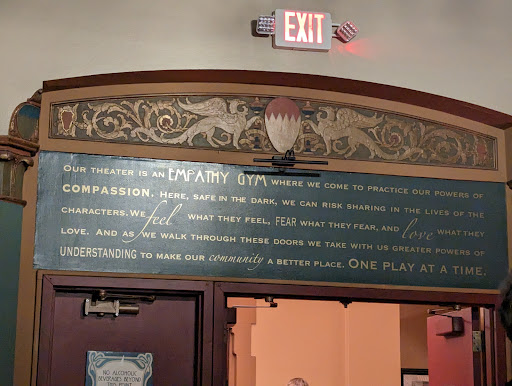 EXIT
OUR THEATER IS AN EMPATHY GYM WHERE WE COME TO PRACTICE OUR POWERS OF
COMPASSION. HERE, SAFE IN THE DARK, WE CAN RISK SHARING IN THE LIVES OF THE
CHARACTERS. WE feel WHAT THEY FEEL, FEAR WHAT THEY FEAR, AND love WHAT THEY
LOVE. AND AS WE WALK THROUGH THESE DOORS WE TAKE WITH US GREATER POWERS OF
UNDERSTANDING TO MAKE OUR community A BETTER PLACE. ONE PLAY AT A TIME.
NO ALCOHOLIC
BEVERAGES BEYOND
THIS POINT